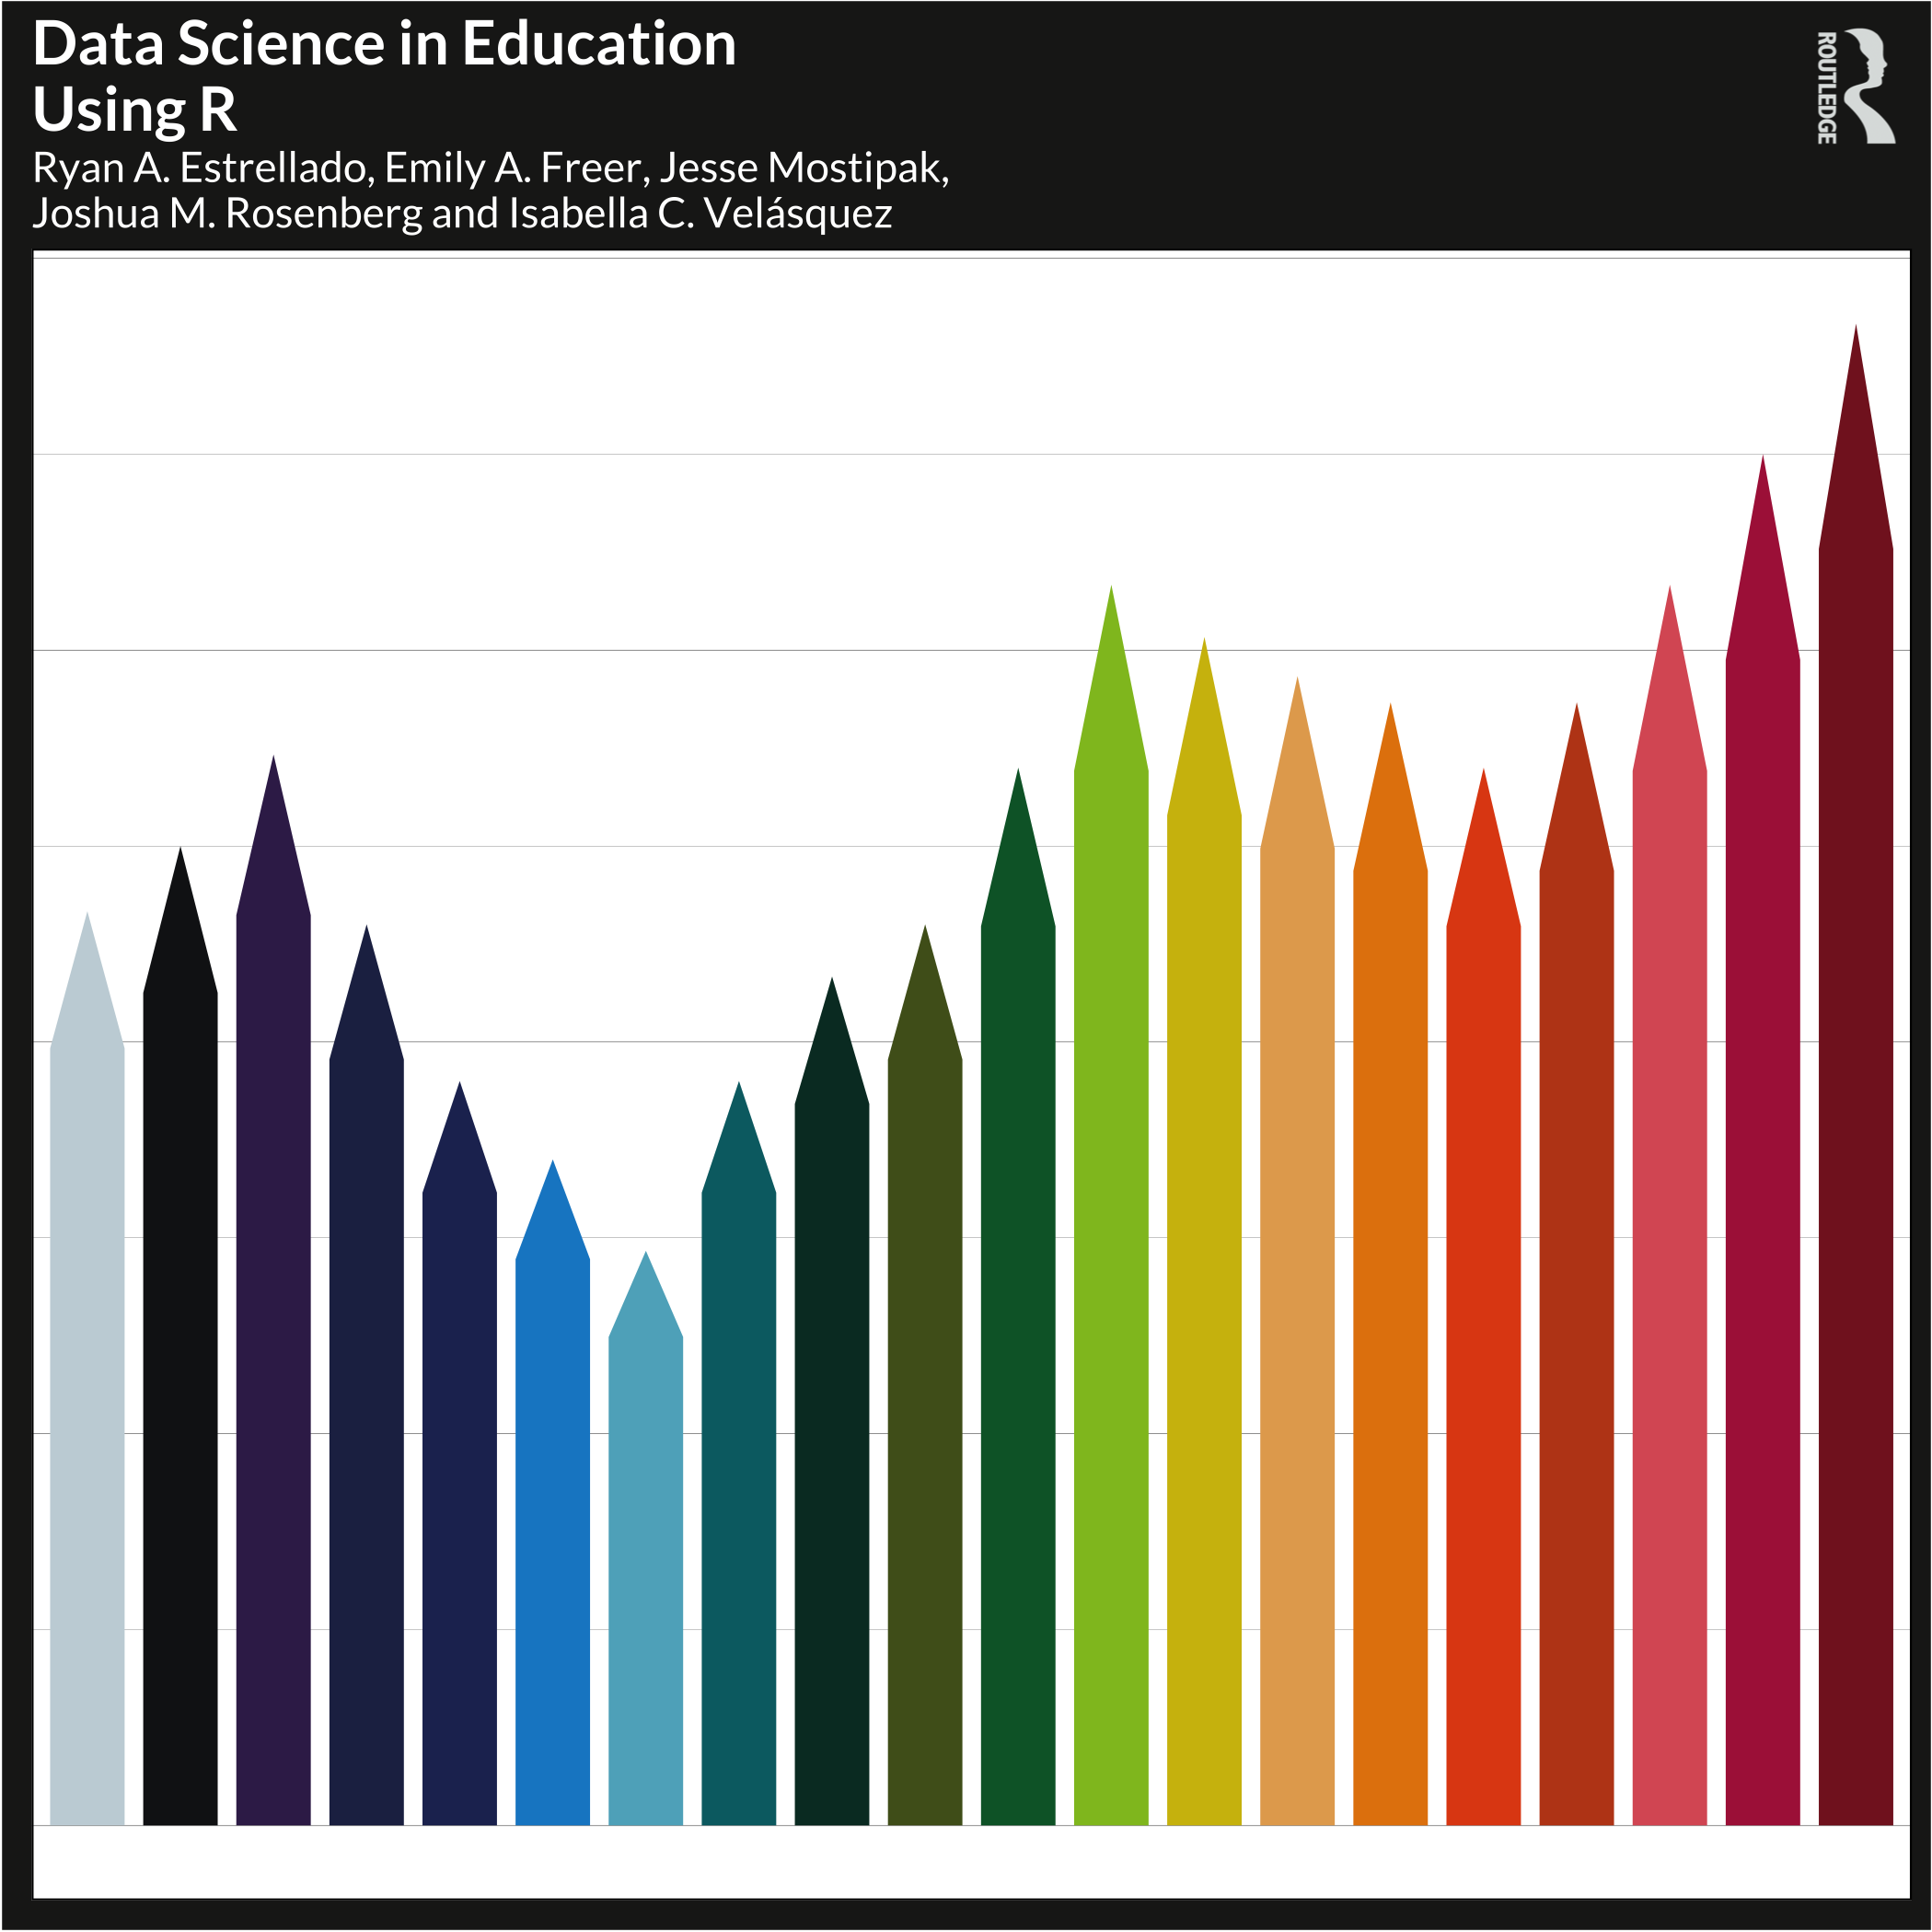 Data Science in Education
Using R
Ryan A. Estrellado, Emily A. Freer, Jesse Mostipak,
Joshua M. Rosenberg and Isabella C. Velásquez
ROUTLEDGE